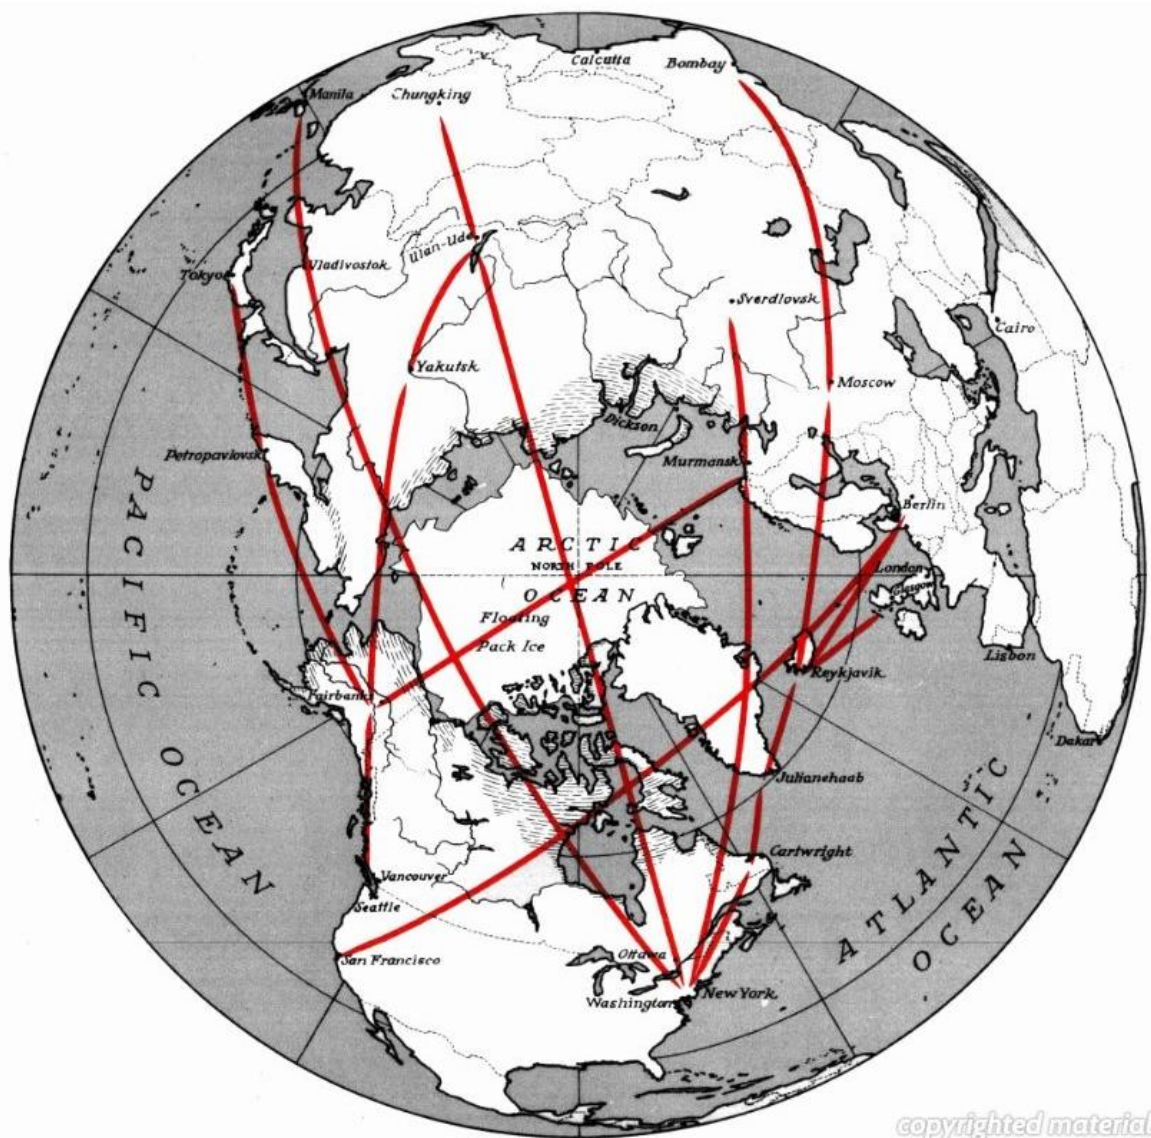 Calcutta
Bombay
Manila
Chungking
Ulan-Ude
Vladivostok
Tokyo
Sverdlovsk
Cairo
Yakutsk
Moscow
Dickson
Petropavlovsk
Murmansk
Berlin
ARCTIC
NORTH POLE
OCEAN
London
Glasgow
Floating
Pack Ice
Lisbon
Reykjavik
PACIFIC
OCEAN
Fairbanks
Dakar
Julianehaab
Cartwright
ATLANTIC
OCEAN
Vancouver
Seattle
San Francisco
Ottawa
Washington
New York
copyrighted material